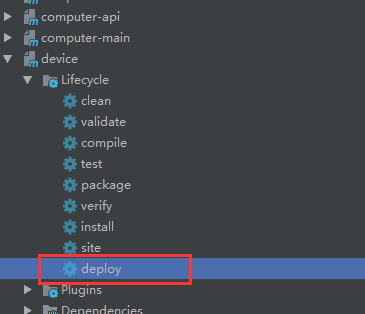 computer-api
computer-main
device
Lifecycle
clean
validate
compile
test
package
verify
install
site
deploy
Plugins
Dependencies